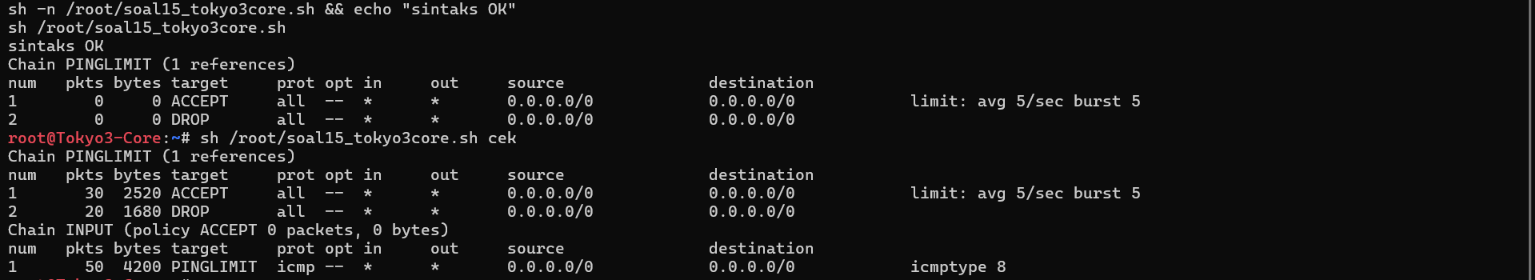 sh -n /root/soal15_tokyo3core.sh && echo "sintaks OK"
sh /root/soal15_tokyo3core.sh
sintaks OK
Chain PINGLIMIT (1 references)
num   pkts bytes target     prot opt in     out     source               destination
1        0     0 ACCEPT     all  --  *      *       0.0.0.0/0            0.0.0.0/0            limit: avg 5/sec burst 5
2        0     0 DROP       all  --  *      *       0.0.0.0/0            0.0.0.0/0
root@Tokyo3-Core:~# sh /root/soal15_tokyo3core.sh cek
Chain PINGLIMIT (1 references)
num   pkts bytes target     prot opt in     out     source               destination
1       30  2520 ACCEPT     all  --  *      *       0.0.0.0/0            0.0.0.0/0            limit: avg 5/sec burst 5
2       20  1680 DROP       all  --  *      *       0.0.0.0/0            0.0.0.0/0
Chain INPUT (policy ACCEPT 0 packets, 0 bytes)
num   pkts bytes target     prot opt in     out     source               destination
1       50  4200 PINGLIMIT  icmp --  *      *       0.0.0.0/0            0.0.0.0/0            icmptype 8